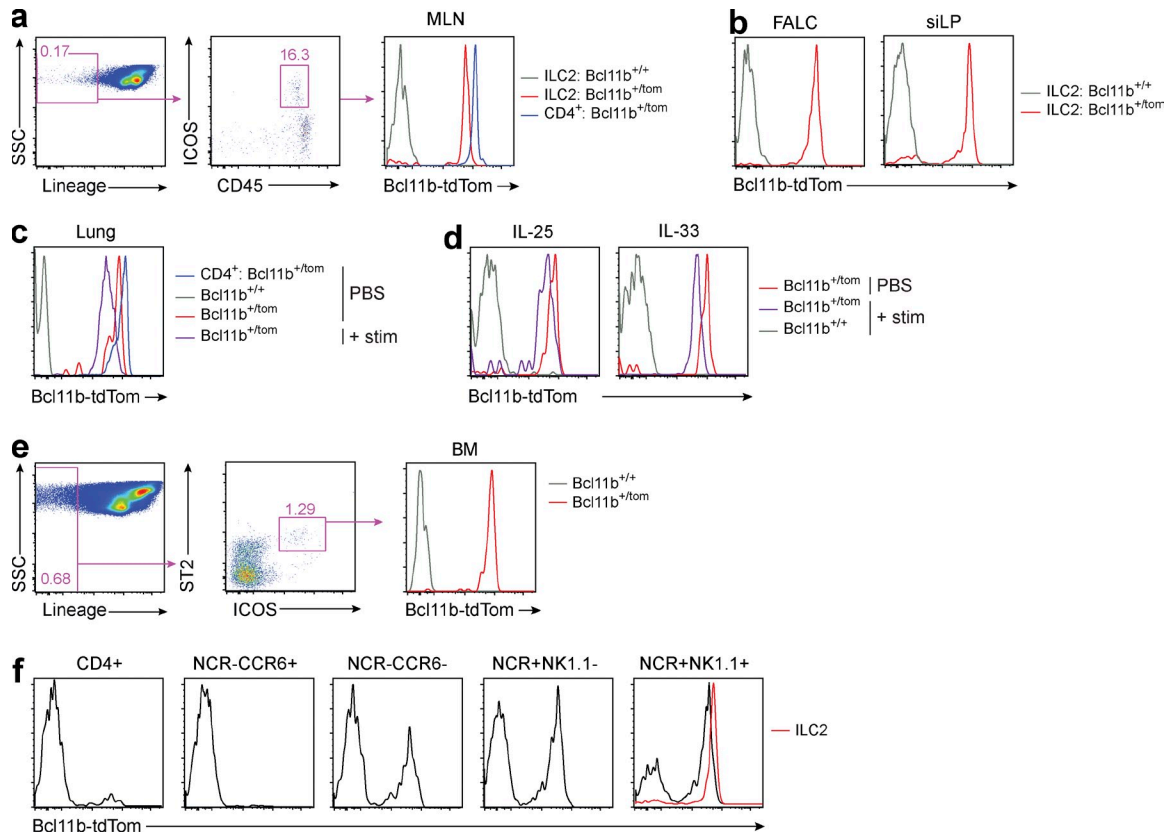 a
MLN
0.17
SSC
Lineage
16.3
ICOS
CD45
Bcl11b-tdTom
ILC2: Bcl11b+/+
ILC2: Bcl11b+/tom
CD4+: Bcl11b+/tom
b
FALC
siLP
Bcl11b-tdTom
ILC2: Bcl11b+/+
ILC2: Bcl11b+/tom
c
Lung
Bcl11b-tdTom
CD4+: Bcl11b+/tom
Bcl11b+/+
Bcl11b+/tom
Bcl11b+/tom
PBS
+ stim
d
IL-25
IL-33
Bcl11b-tdTom
Bcl11b+/tom
Bcl11b+/tom
Bcl11b+/+
PBS
+ stim
e
BM
SSC
0.68
Lineage
ST2
1.29
ICOS
Bcl11b-tdTom
Bcl11b+/+
Bcl11b+/tom
f
CD4+
NCR-CCR6+
NCR-CCR6-
NCR+NK1.1-
NCR+NK1.1+
ILC2
Bcl11b-tdTom